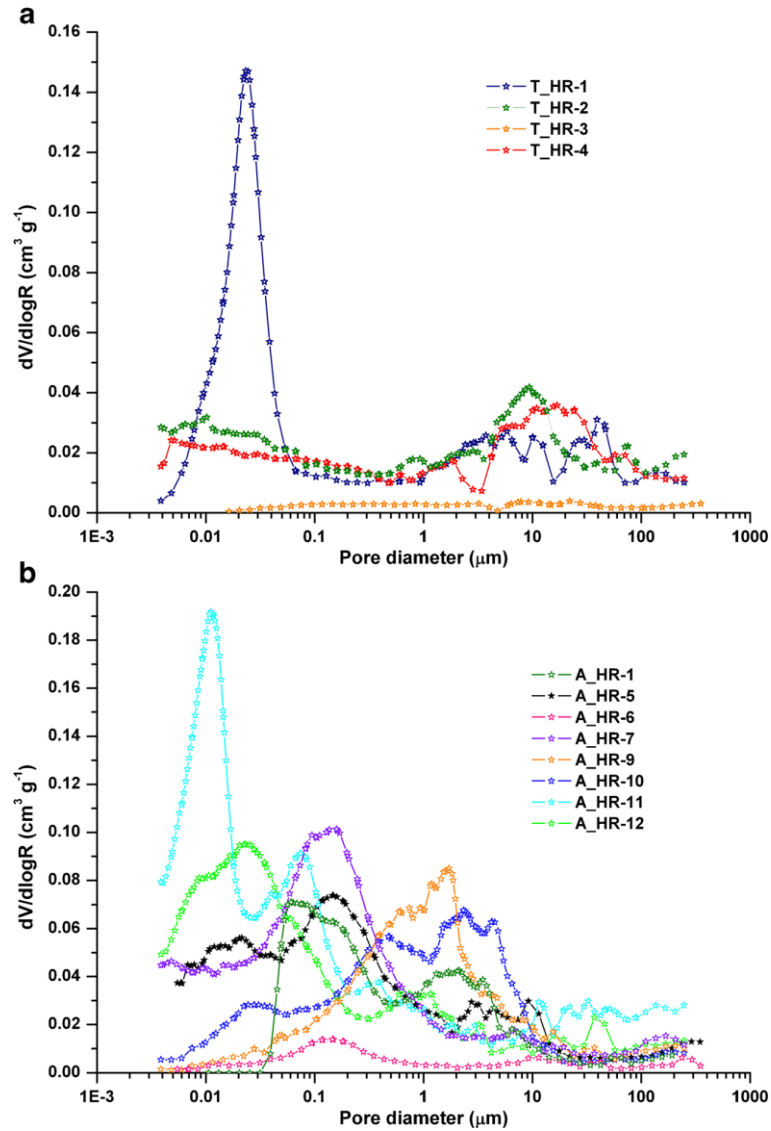 a
0.16
0.14
0.12
0.10
0.08
0.06
0.04
0.02
0.00
dV/dlogR (cm³ g⁻¹)
T_HR-1
T_HR-2
T_HR-3
T_HR-4
1E-3 0.01 0.1 1 10 100 1000
Pore diameter (μm)
b
0.20
0.18
0.16
0.14
0.12
0.10
0.08
0.06
0.04
0.02
0.00
dV/dlogR (cm³ g⁻¹)
A_HR-1
A_HR-5
A_HR-6
A_HR-7
A_HR-9
A_HR-10
A_HR-11
A_HR-12
1E-3 0.01 0.1 1 10 100 1000
Pore diameter (μm)